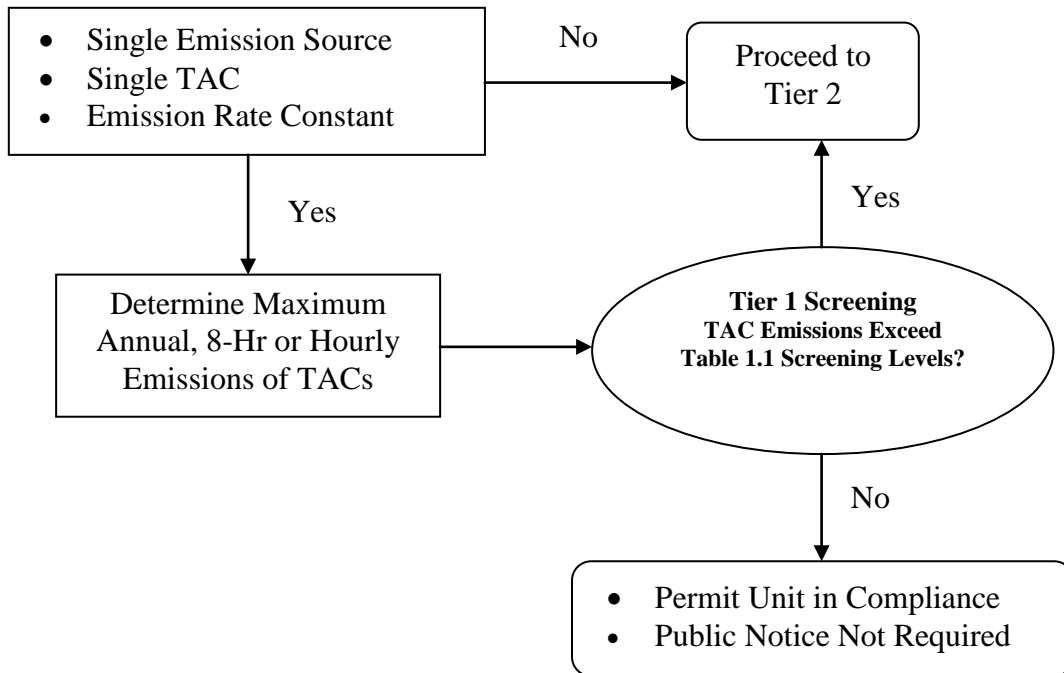 • Single Emission Source
• Single TAC
• Emission Rate Constant
No
Proceed to
Tier 2
Yes
Yes
Determine Maximum
Annual, 8-Hr or Hourly
Emissions of TACs
Tier 1 Screening
TAC Emissions Exceed
Table 1.1 Screening Levels?
No
• Permit Unit in Compliance
• Public Notice Not Required